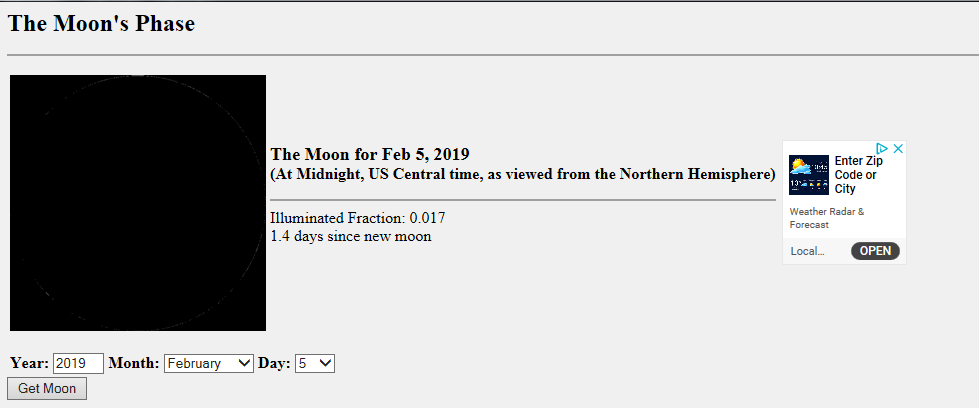 The Moon's Phase
The Moon for Feb 5, 2019
(At Midnight, US Central time, as viewed from the Northern Hemisphere)
Illuminated Fraction: 0.017
1.4 days since new moon
Enter Zip
Code or
City
Weather Radar &
Forecast
Local...
OPEN
Year: 2019 Month: February Day: 5
Get Moon